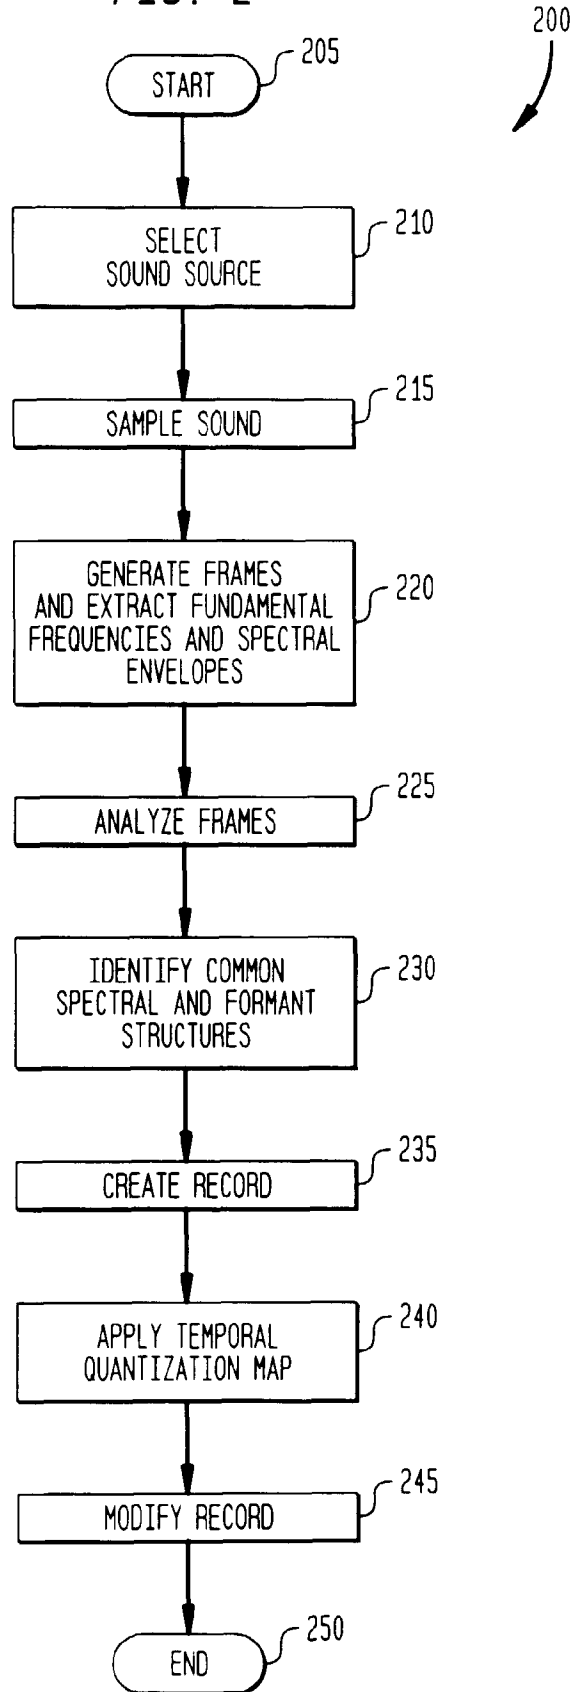 FIG. 2
200
START
205
SELECT
SOUND SOURCE
210
SAMPLE SOUND
215
GENERATE FRAMES
AND EXTRACT FUNDAMENTAL
FREQUENCIES AND SPECTRAL
ENVELOPES
220
ANALYZE FRAMES
225
IDENTIFY COMMON
SPECTRAL AND FORMANT
STRUCTURES
230
CREATE RECORD
235
APPLY TEMPORAL
QUANTIZATION MAP
240
MODIFY RECORD
245
END
250